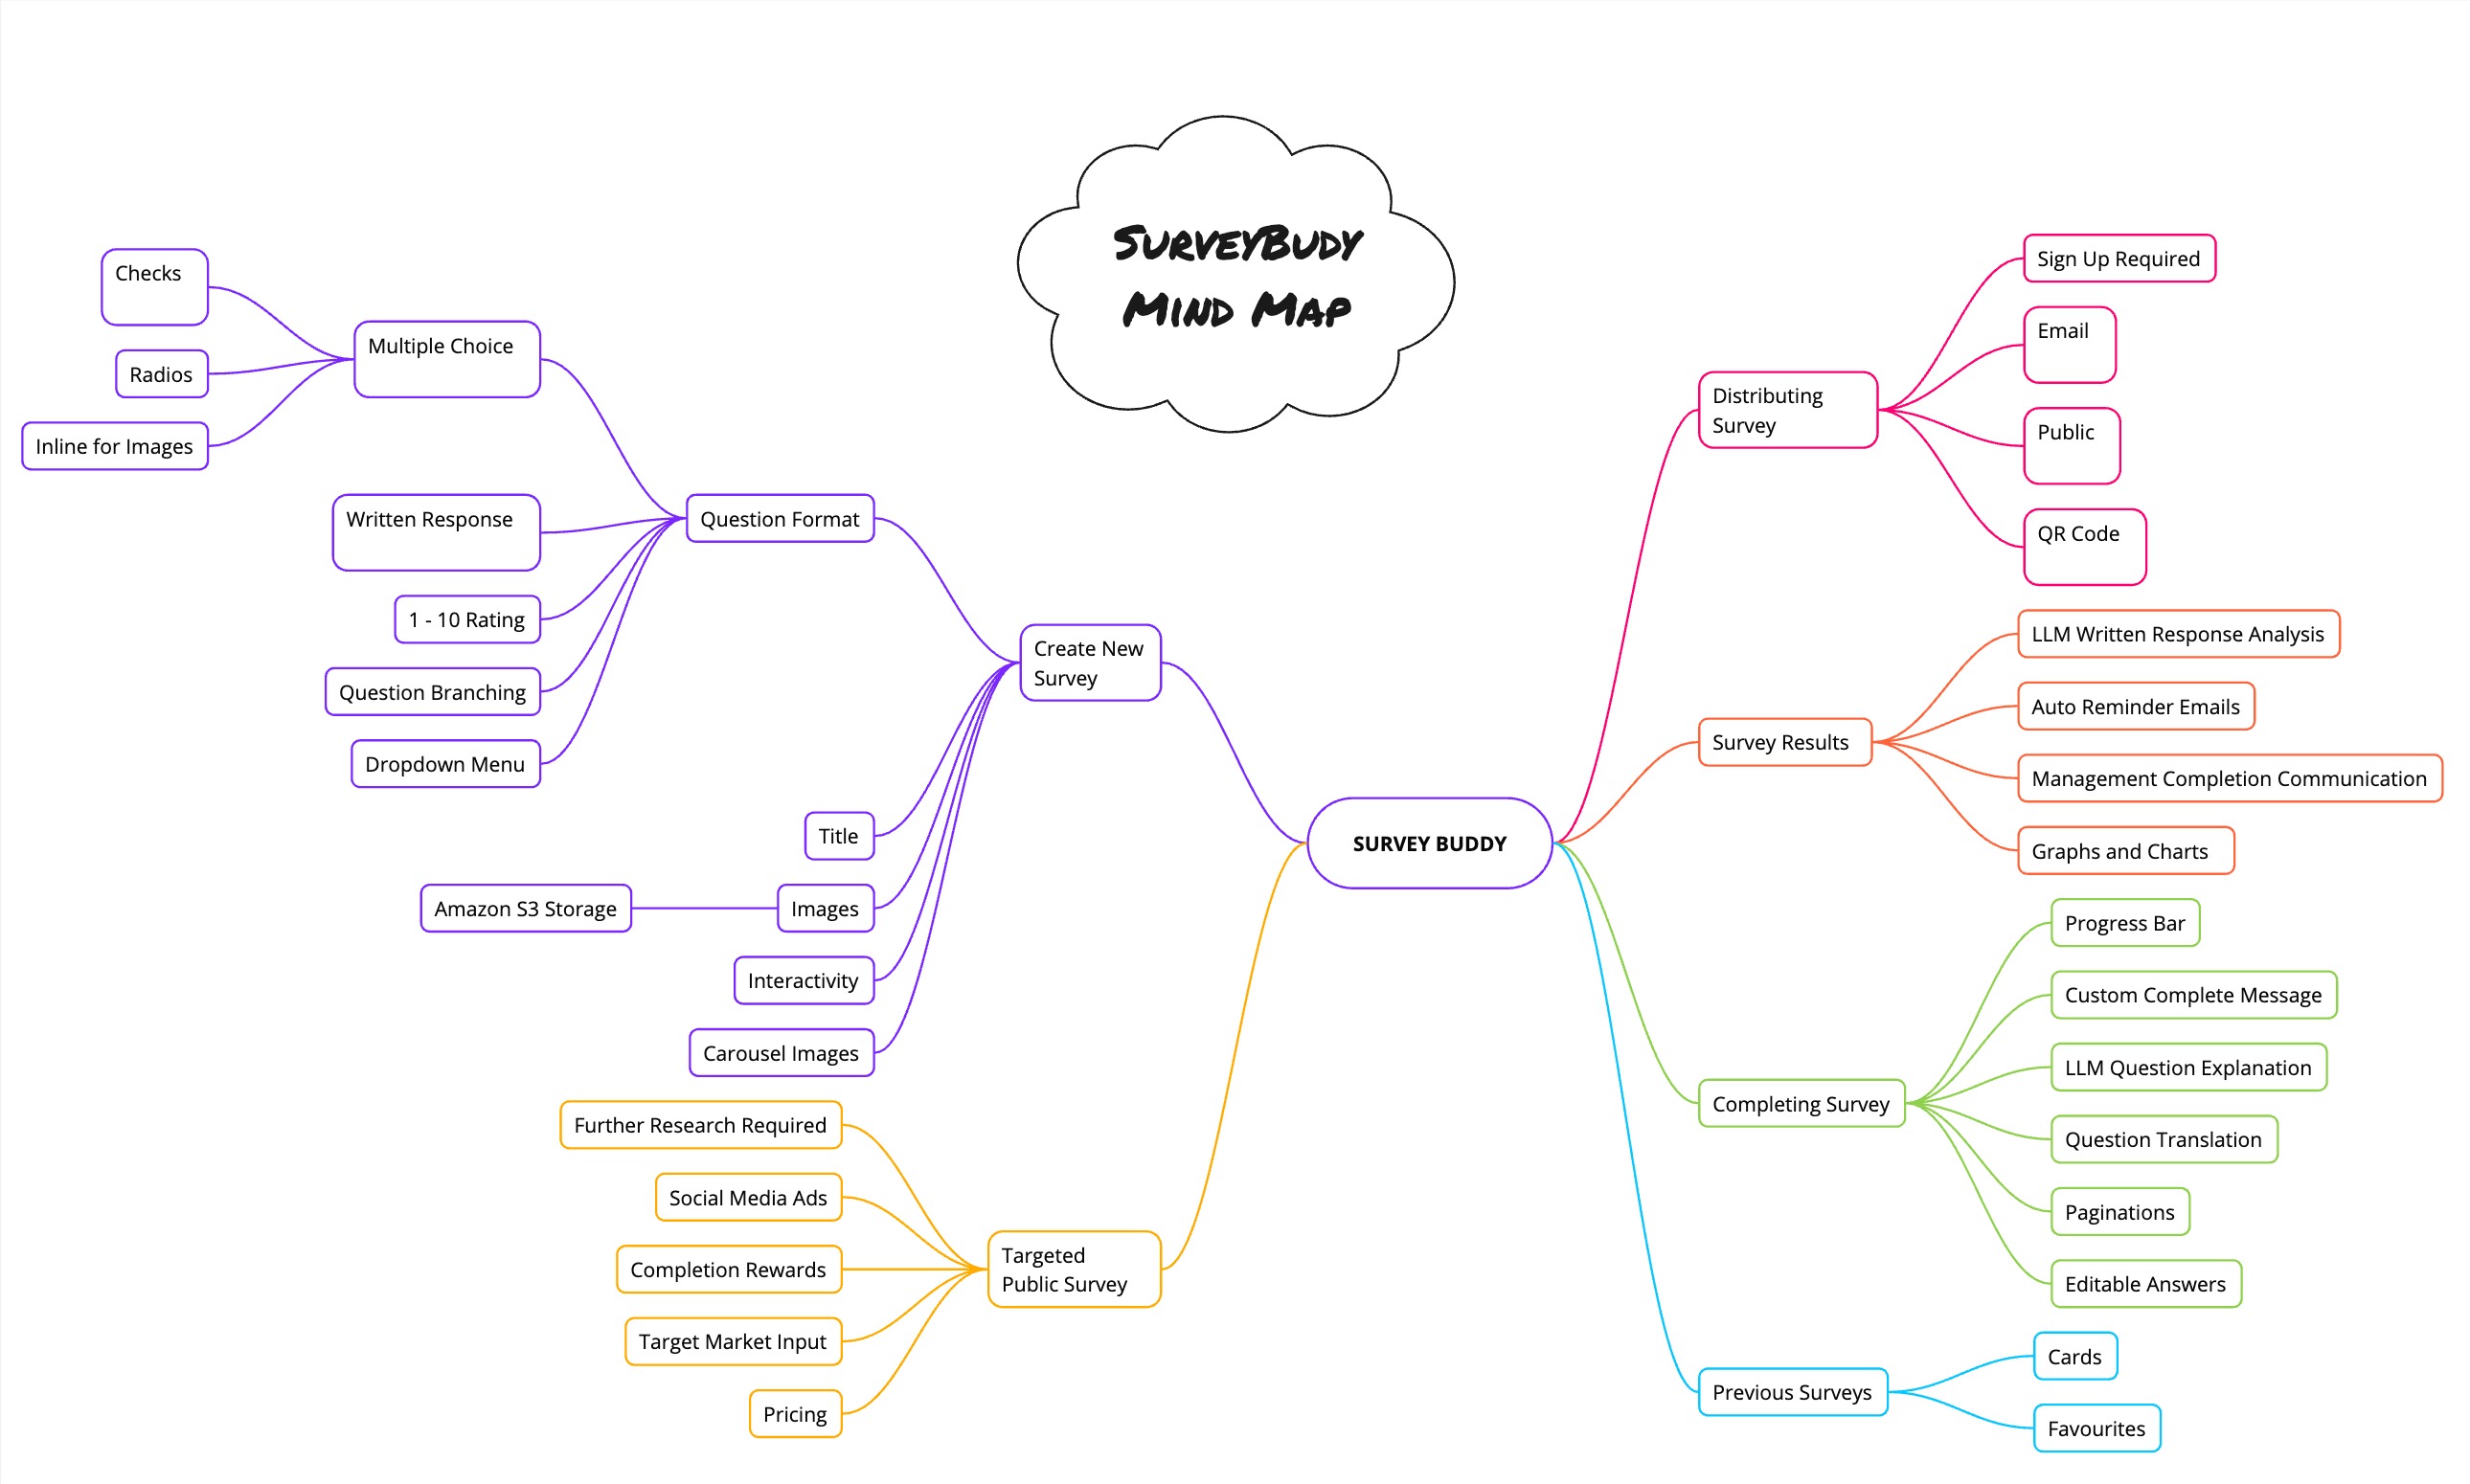 SurveyBudy
Mind Map
Checks
Radios
Inline for Images
Multiple Choice
Written Response
1 - 10 Rating
Question Branching
Dropdown Menu
Question Format
Title
Amazon S3 Storage
Images
Interactivity
Carousel Images
Create New
Survey
Further Research Required
Social Media Ads
Completion Rewards
Target Market Input
Pricing
Targeted
Public Survey
SURVEY BUDDY
Distributing
Survey
Sign Up Required
Email
Public
QR Code
Survey Results
LLM Written Response Analysis
Auto Reminder Emails
Management Completion Communication
Graphs and Charts
Completing Survey
Progress Bar
Custom Complete Message
LLM Question Explanation
Question Translation
Paginations
Editable Answers
Previous Surveys
Cards
Favourites